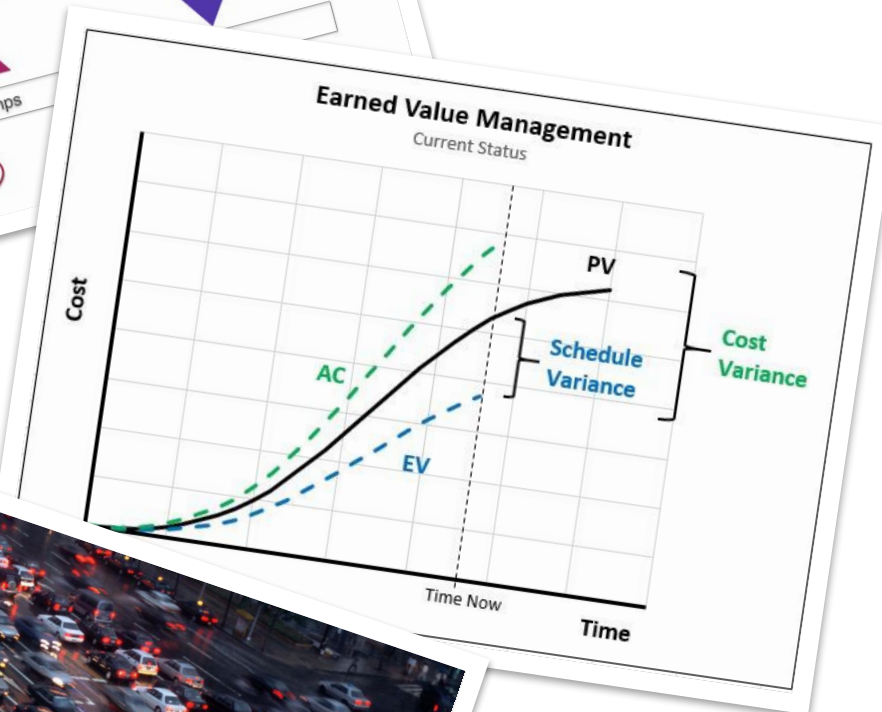 mps
Earned Value Management
Current Status
Cost
PV
AC
Schedule
Variance
Cost
Variance
EV
Time Now
Time